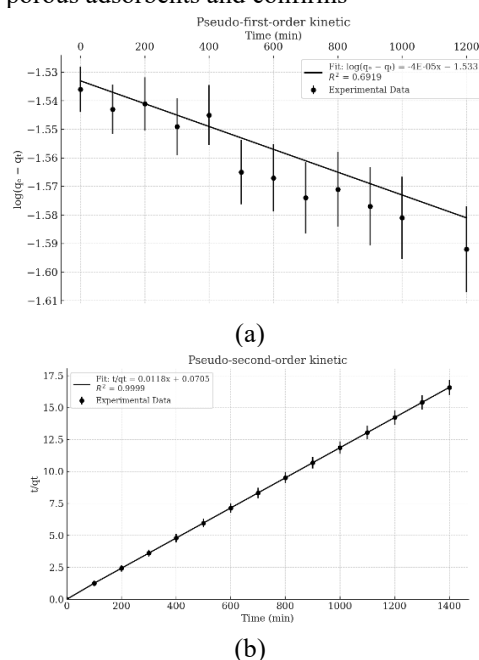 porous adsorbents and confirms
Pseudo-first-order kinetic
Time (min)
0 200 400 600 800 1000 1200
Fit: log(qₑ − qₜ) = -4E-05x − 1.533
R² = 0.6919
Experimental Data
−1.53
−1.54
−1.55
−1.56
−1.57
−1.58
−1.59
−1.60
−1.61
log(qₑ − qₜ)
(a)
Pseudo-second-order kinetic
Fit: t/qt = 0.0118x + 0.0705
R² = 0.9999
Experimental Data
17.5
15.0
12.5
10.0
7.5
5.0
2.5
0.0
t/qt
0 200 400 600 800 1000 1200 1400
Time (min)
(b)